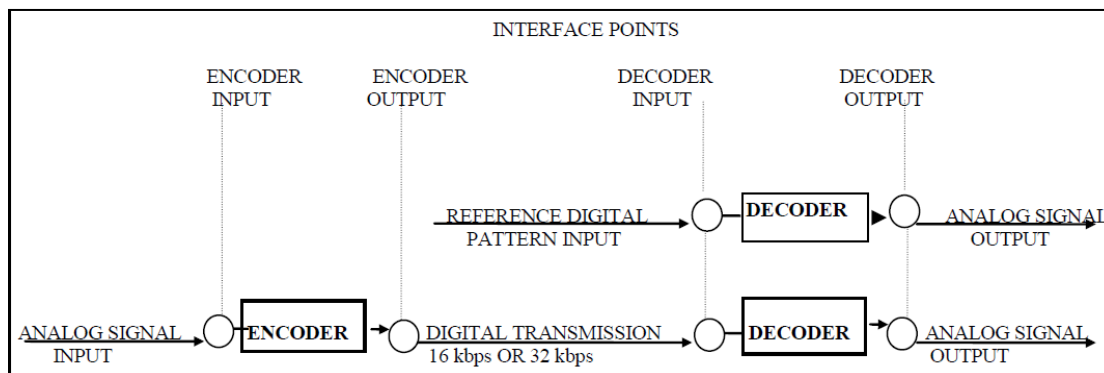 INTERFACE POINTS
ENCODER INPUT
ENCODER OUTPUT
DECODER INPUT
DECODER OUTPUT
REFERENCE DIGITAL PATTERN INPUT
DECODER
ANALOG SIGNAL OUTPUT
ANALOG SIGNAL INPUT
ENCODER
DIGITAL TRANSMISSION
16 kbps OR 32 kbps
DECODER
ANALOG SIGNAL OUTPUT